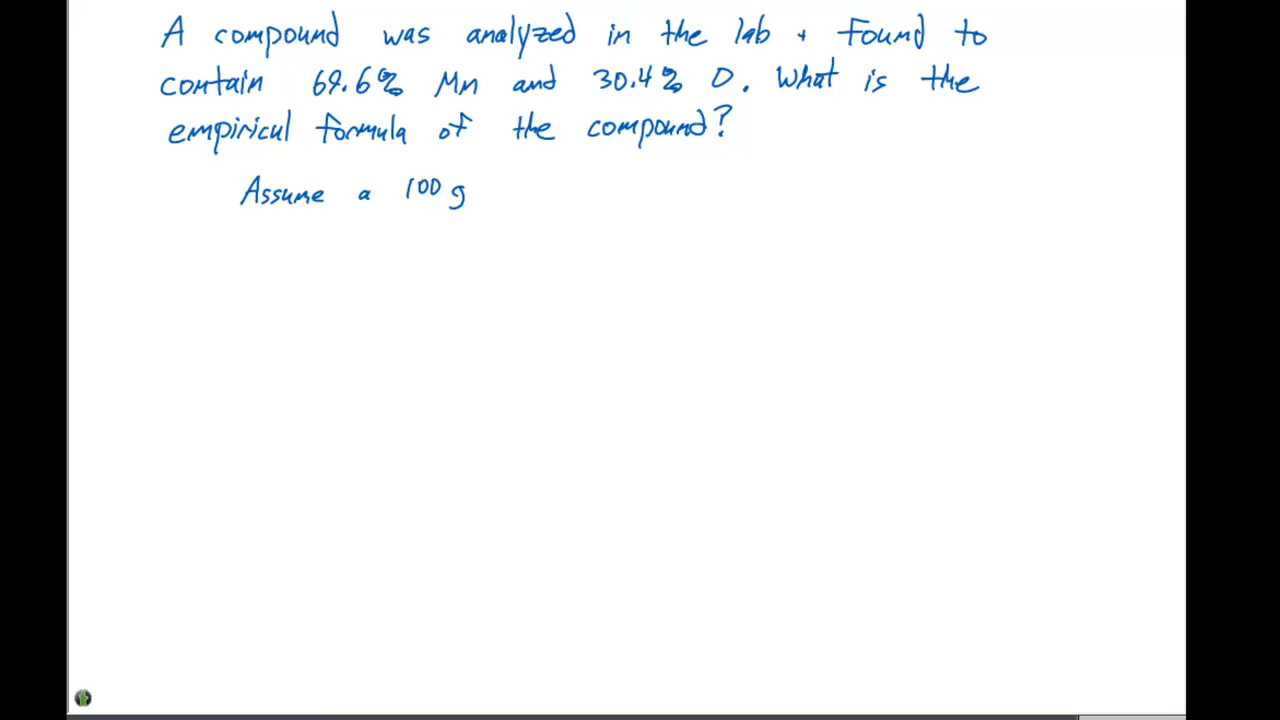 A compound was analyzed in the lab + found to
contain 69.6% Mn and 30.4% O. What is the
empirical formula of the compound?
Assume a 100 g